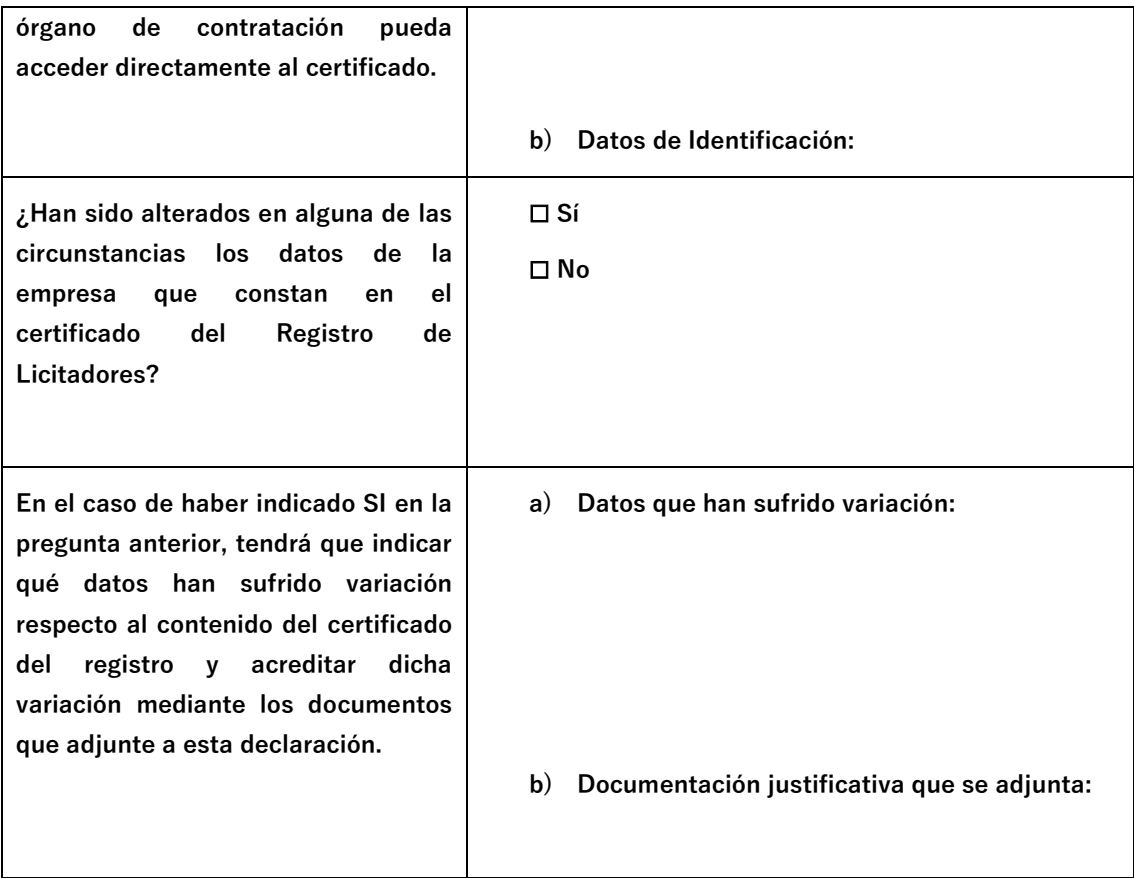 órgano de contratación pueda
acceder directamente al certificado.
b) Datos de Identificación:
¿Han sido alterados en alguna de las
circunstancias los datos de la
empresa que constan en el
certificado del Registro de
Licitadores?
☐ Sí
☐ No
En el caso de haber indicado SI en la
pregunta anterior, tendrá que indicar
qué datos han sufrido variación
respecto al contenido del certificado
del registro y acreditar dicha
variación mediante los documentos
que adjunte a esta declaración.
a) Datos que han sufrido variación:
b) Documentación justificativa que se adjunta: